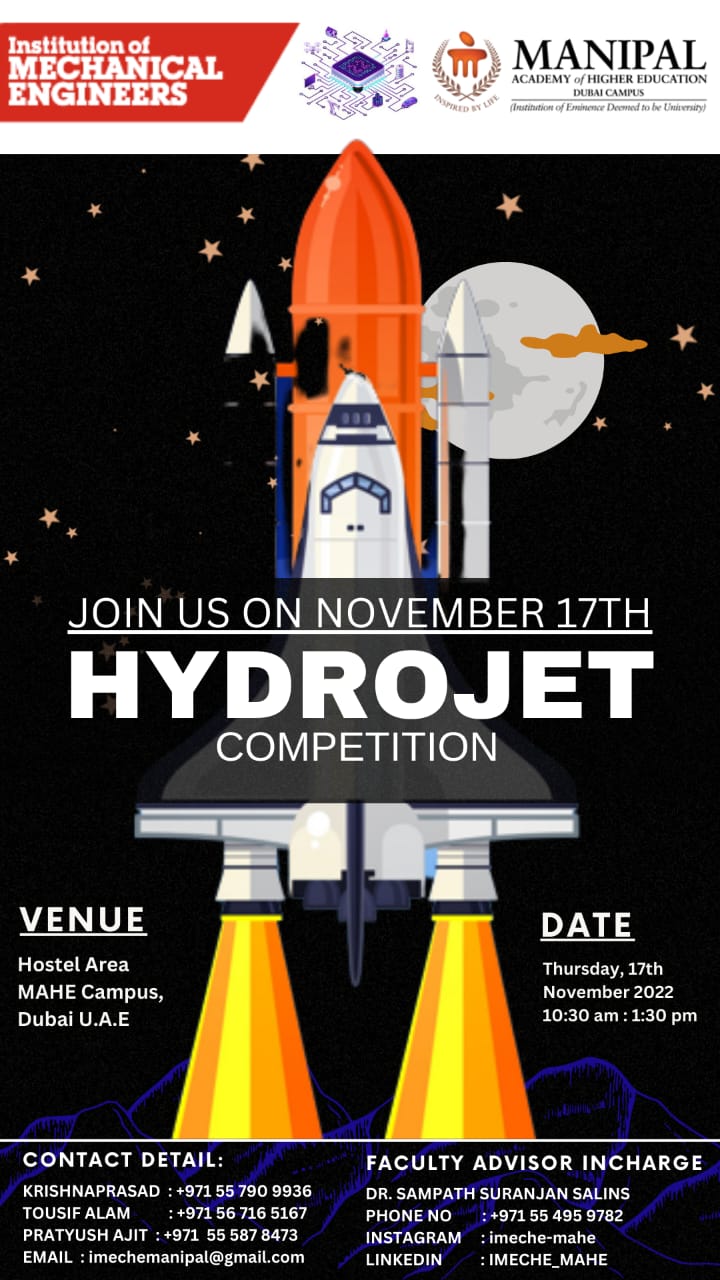 Institution of
MECHANICAL
ENGINEERS
INSPIRED BY LIFE
MANIPAL
ACADEMY of HIGHER EDUCATION
DUBAI CAMPUS
(Institution of Eminence Deemed to be University)
JOIN US ON NOVEMBER 17TH
HYDROJET
COMPETITION
VENUE
Hostel Area
MAHE Campus,
Dubai U.A.E
DATE
Thursday, 17th
November 2022
10:30 am : 1:30 pm
CONTACT DETAIL:
KRISHNAPRASAD : +971 55 790 9936
TOUSIF ALAM : +971 56 716 5167
PRATYUSH AJIT : +971 55 587 8473
EMAIL : imechemanipal@gmail.com
FACULTY ADVISOR INCHARGE
DR. SAMPATH SURANJAN SALINS
PHONE NO : +971 55 495 9782
INSTAGRAM : imeche-mahe
LINKEDIN : IMECHE_MAHE